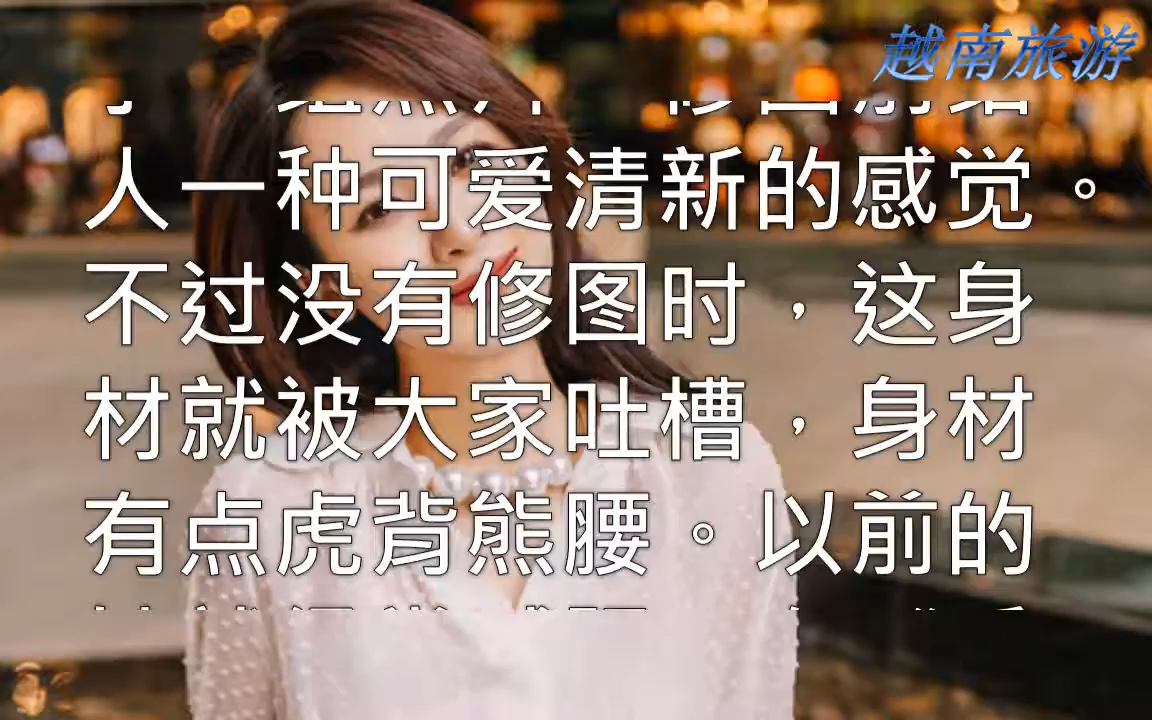 越南旅游
人一种可爱清新的感觉。
不过没有修图时，这身
材就被大家吐槽，身材
有点虎背熊腰。以前的